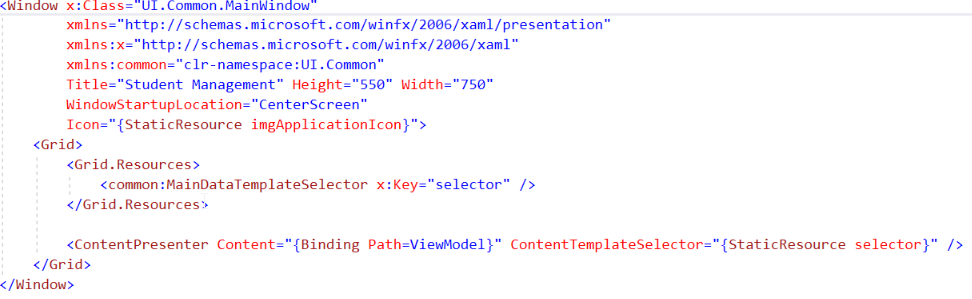 <Window x:Class="UI.Common.MainWindow"
xmlns="http://schemas.microsoft.com/winfx/2006/xaml/presentation"
xmlns:x="http://schemas.microsoft.com/winfx/2006/xaml"
xmlns:common="clr-namespace:UI.Common"
Title="Student Management" Height="550" Width="750"
WindowStartupLocation="CenterScreen"
Icon="{StaticResource imgApplicationIcon}">
<Grid>
<Grid.Resources>
<common:MainDataTemplateSelector x:Key="selector" />
</Grid.Resources>
<ContentPresenter Content="{Binding Path=ViewModel}" ContentTemplateSelector="{StaticResource selector}" />
</Grid>
</Window>